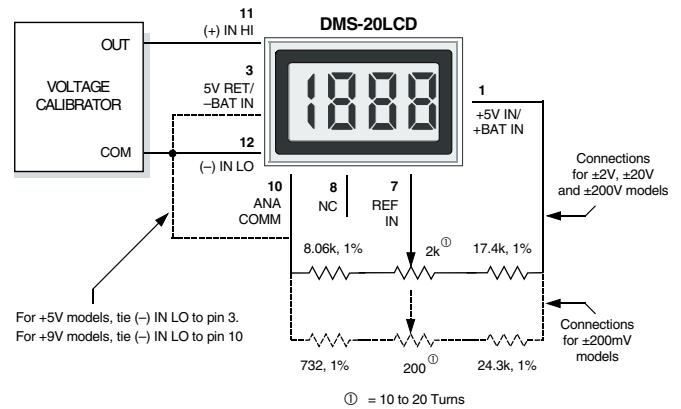 11
(+) IN HI
DMS-20LCD
OUT
VOLTAGE
CALIBRATOR
COM
3
5V RET/
–BAT IN
12
(–) IN LO
1888
1
+5V IN/
+BAT IN
10
ANA
COMM
8
NC
7
REF
IN
Connections
for ±2V, ±20V
and ±200V models
8.06k, 1%
2k①
17.4k, 1%
For +5V models, tie (–) IN LO to pin 3.
For +9V models, tie (–) IN LO to pin 10
732, 1%
200①
24.3k, 1%
Connections
for ±200mV
models
① = 10 to 20 Turns